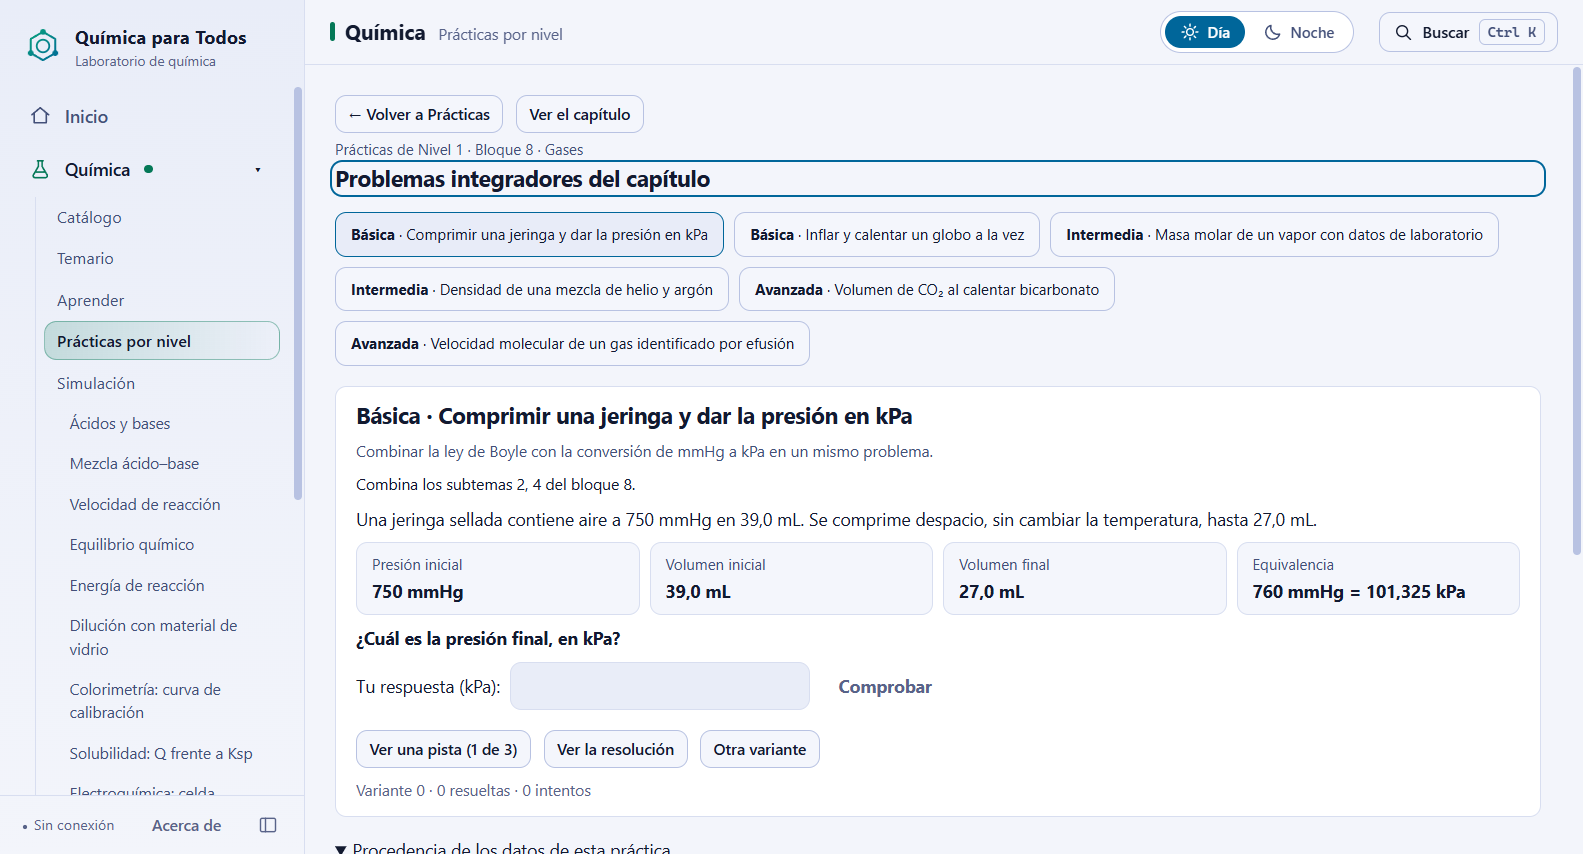 Química para Todos
Laboratorio de química
Inicio
Química
Catálogo
Temario
Aprender
Prácticas por nivel
Simulación
Ácidos y bases
Mezcla ácido–base
Velocidad de reacción
Equilibrio químico
Energía de reacción
Dilución con material de
vidrio
Colorimetría: curva de
calibración
Solubilidad: Q frente a Ksp
Electroquímica: celda
Sin conexión
Acerca de
Química
Prácticas por nivel
Día
Noche
Buscar
Ctrl K
← Volver a Prácticas
Ver el capítulo
Prácticas de Nivel 1 · Bloque 8 · Gases
Problemas integradores del capítulo
Básica · Comprimir una jeringa y dar la presión en kPa
Básica · Inflar y calentar un globo a la vez
Intermedia · Masa molar de un vapor con datos de laboratorio
Intermedia · Densidad de una mezcla de helio y argón
Avanzada · Volumen de CO₂ al calentar bicarbonato
Avanzada · Velocidad molecular de un gas identificado por efusión
Básica · Comprimir una jeringa y dar la presión en kPa
Combinar la ley de Boyle con la conversión de mmHg a kPa en un mismo problema.
Combina los subtemas 2, 4 del bloque 8.
Una jeringa sellada contiene aire a 750 mmHg en 39,0 mL. Se comprime despacio, sin cambiar la temperatura, hasta 27,0 mL.
Presión inicial
750 mmHg
Volumen inicial
39,0 mL
Volumen final
27,0 mL
Equivalencia
760 mmHg = 101,325 kPa
¿Cuál es la presión final, en kPa?
Tu respuesta (kPa):
Comprobar
Ver una pista (1 de 3)
Ver la resolución
Otra variante
Variante 0 · 0 resueltas · 0 intentos
▼ Procedencia de los datos de esta práctica